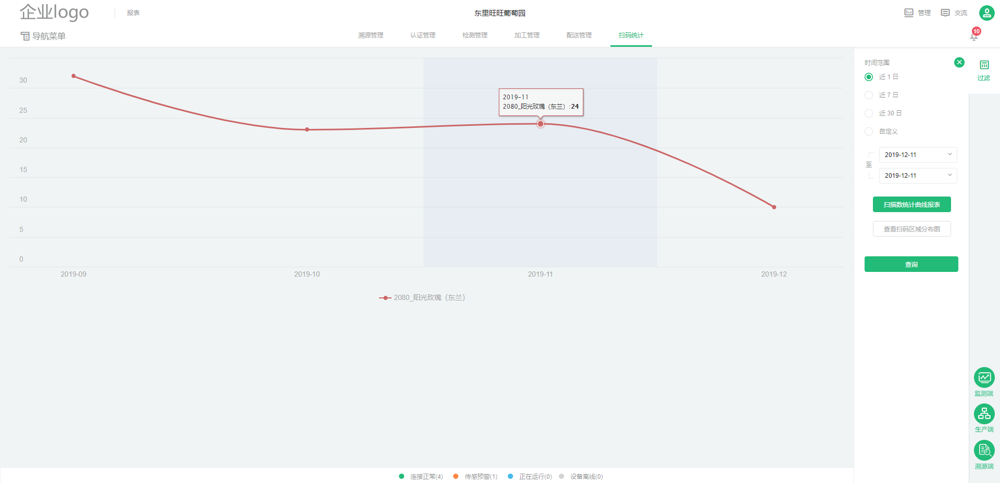 企业logo
报表
东里旺旺葡萄园
管理
交流
导航菜单
溯源管理
认证管理
检测管理
加工管理
配送管理
扫码统计
10
30
25
20
15
10
5
0
2019-11
2080_阳光玫瑰（东兰）:24
2019-09
2019-10
2019-11
2019-12
2080_阳光玫瑰（东兰）
时间范围
近 1 日
近 7 日
近 30 日
自定义
2019-12-11
至
2019-12-11
扫描数统计曲线报表
查看扫码区域分布图
查询
过滤
监测端
生产端
溯源端
连接正常(4)
传感预警(1)
正在运行(0)
设备离线(0)